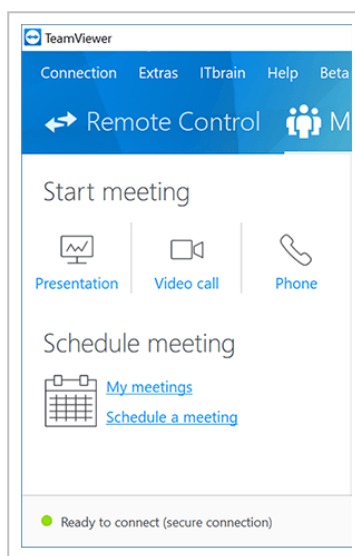 TeamViewer
Connection Extras ITbrain Help Beta
Remote Control M
Start meeting
Presentation Video call Phone
Schedule meeting
My meetings
Schedule a meeting
Ready to connect (secure connection)